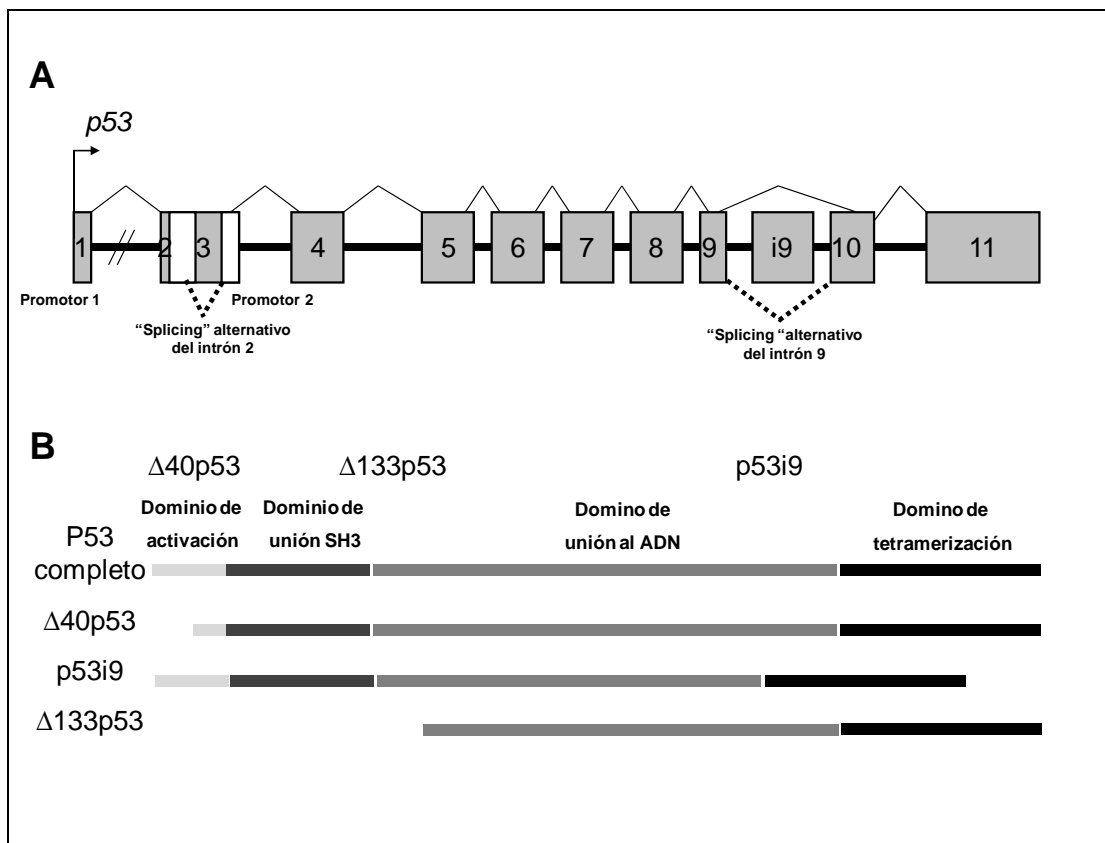 A
p53
1
2
3
4
5
6
7
8
9
i9
10
11
Promotor 1
Promotor 2
“Splicing” alternativo
del intrón 2
“Splicing “alternativo
del intrón 9
B
Δ40p53
Δ133p53
p53i9
Dominio de
activación
Dominio de
unión SH3
Domino de
unión al ADN
Domino de
tetramerización
P53
completo
Δ40p53
p53i9
Δ133p53